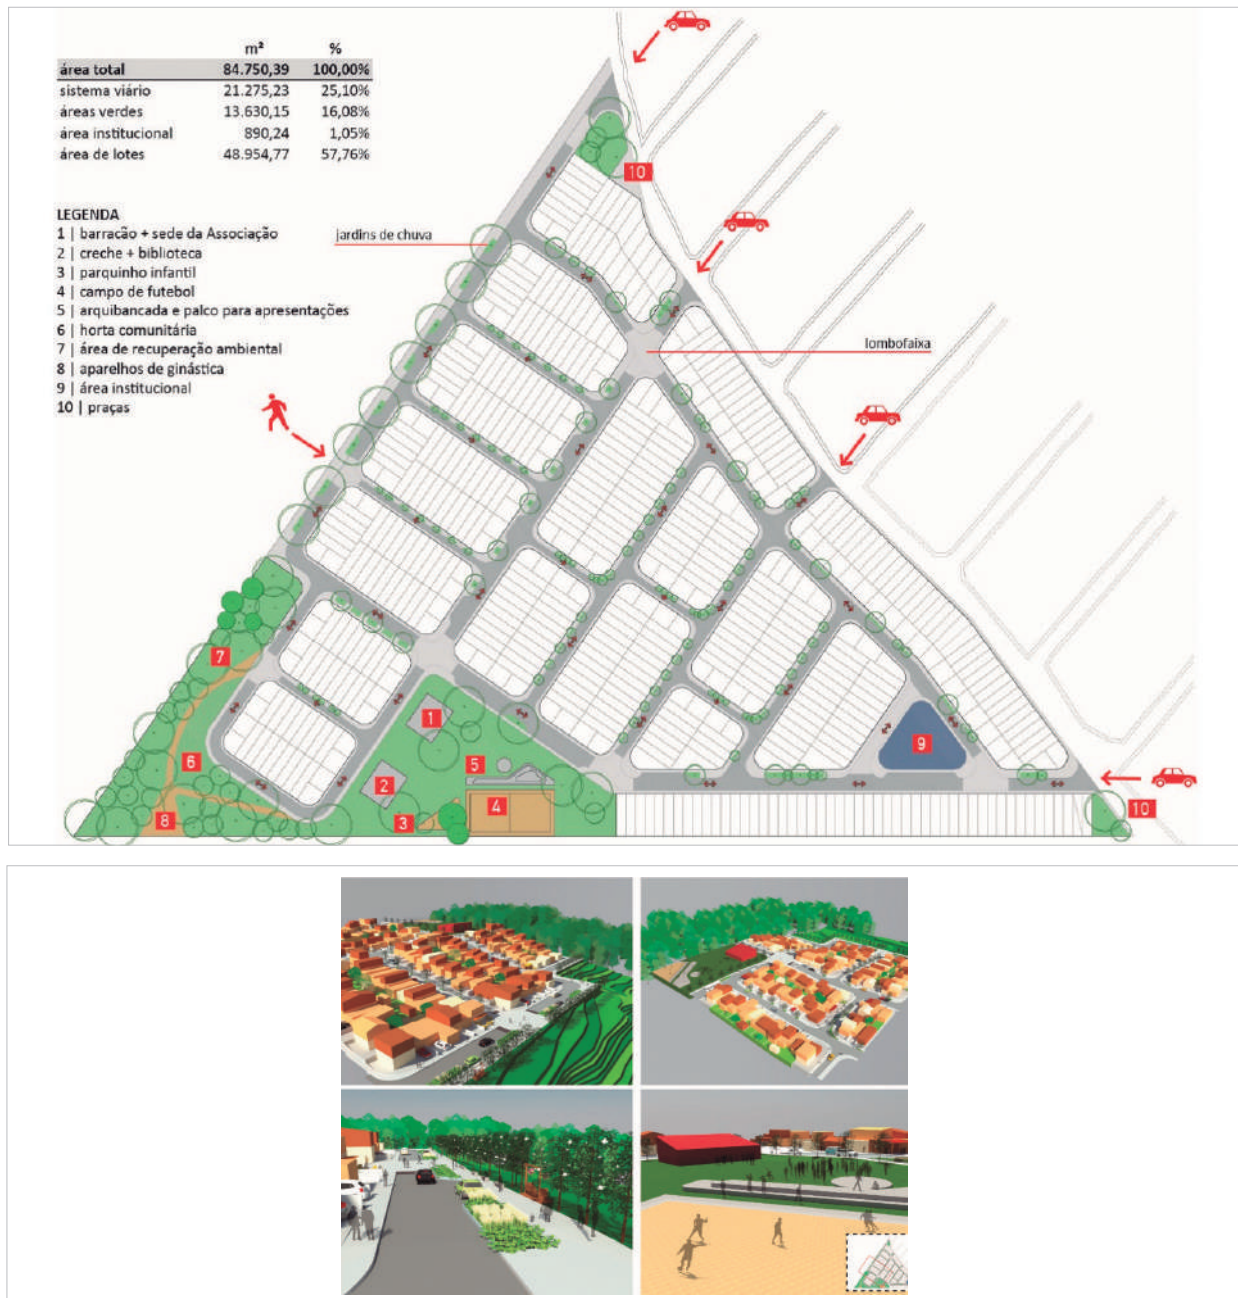 m² %
área total 84.750,39 100,00%
sistema viário 21.275,23 25,10%
áreas verdes 13.630,15 16,08%
área institucional 890,24 1,05%
área de lotes 48.954,77 57,76%
LEGENDA
1 | barracão + sede da Associação
2 | creche + biblioteca
3 | parquinho infantil
4 | campo de futebol
5 | arquibancada e palco para apresentações
6 | horta comunitária
7 | área de recuperação ambiental
8 | aparelhos de ginástica
9 | área institucional
10 | praças
jardins de chuva
lombofaixa
10
7
1
9
6
5
2
4
3
8
10